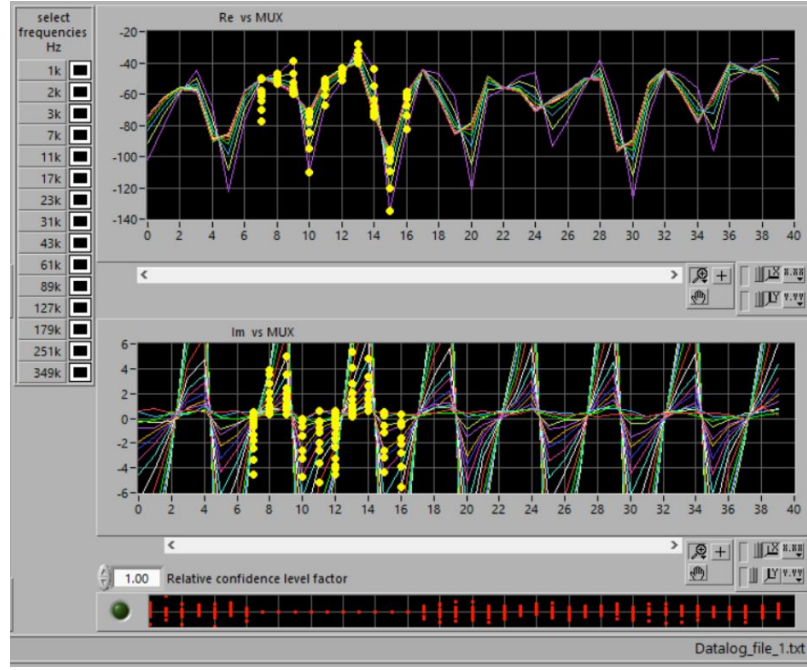 select
frequencies
Hz
1k
2k
3k
7k
11k
17k
23k
31k
43k
61k
89k
127k
179k
251k
349k
Re vs MUX
-20
-40
-60
-80
-100
-120
-140
0 2 4 6 8 10 12 14 16 18 20 22 24 26 28 30 32 34 36 38 40
X.XX
Y.YY
Im vs MUX
6
4
2
0
-2
-4
-6
0 2 4 6 8 10 12 14 16 18 20 22 24 26 28 30 32 34 36 38 40
X.XX
Y.YY
1.00 Relative confidence level factor
Datalog_file_1.txt